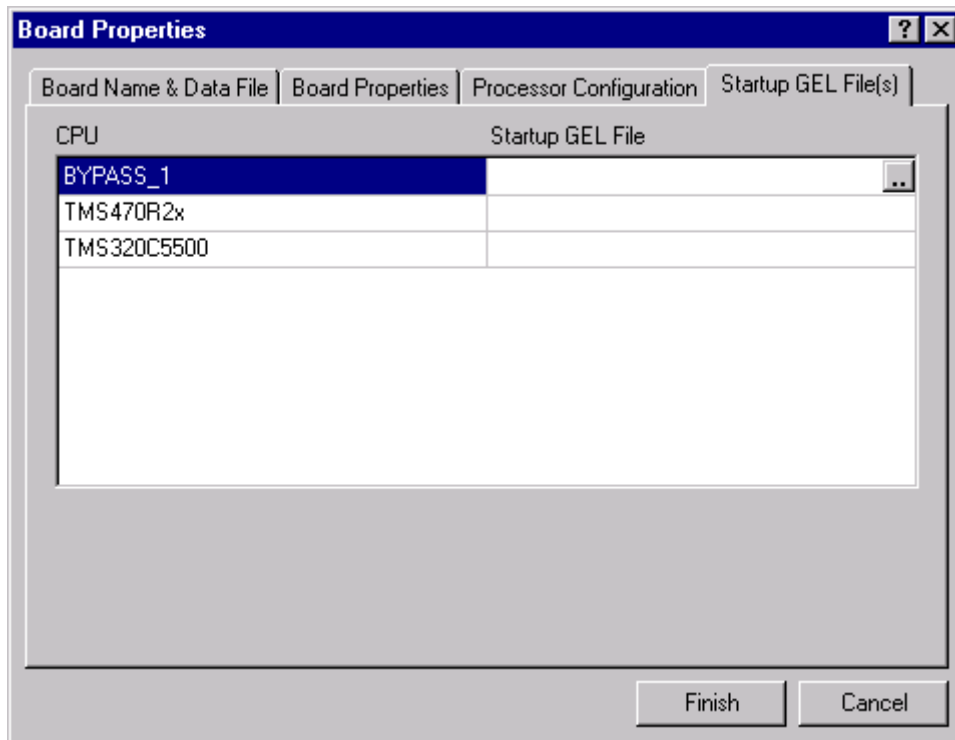 Board Properties
Board Name & Data File Board Properties Processor Configuration Startup GEL File(s)
CPU Startup GEL File
BYPASS_1 ..
TMS470R2x
TMS320C5500
Finish Cancel